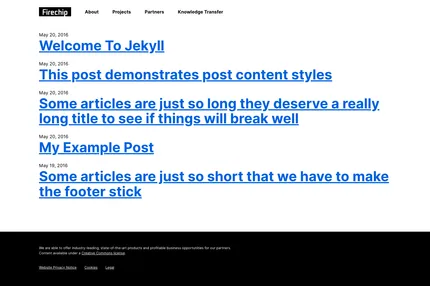 Firechip
About
Projects
Partners
Knowledge Transfer
May 20, 2016
Welcome To Jekyll
May 20, 2016
This post demonstrates post content styles
May 20, 2016
Some articles are just so long they deserve a really
long title to see if things will break well
May 20, 2016
My Example Post
May 19, 2016
Some articles are just so short that we have to make
the footer stick
We are able to offer industry-leading, state-of-the-art products and profitable business opportunities for our partners.
Content available under a Creative Commons license.
Website Privacy Notice
Cookies
Legal